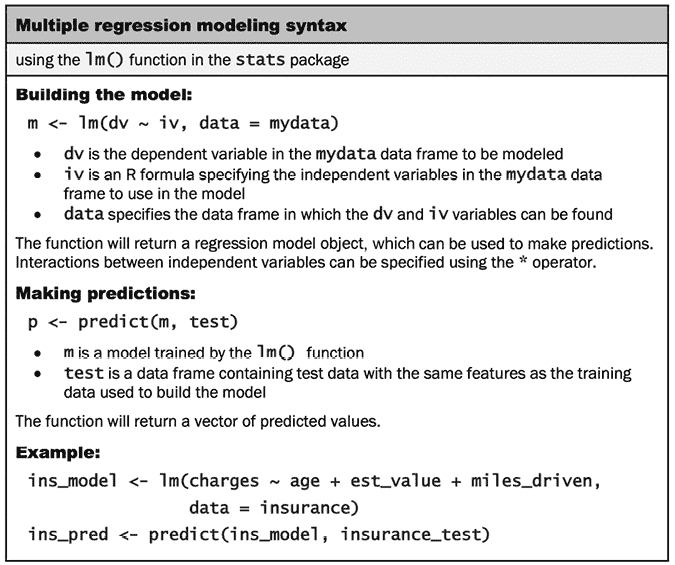 Multiple regression modeling syntax
using the lm() function in the stats package
Building the model:
m <- lm(dv ~ iv, data = mydata)
• dv is the dependent variable in the mydata data frame to be modeled
• iv is an R formula specifying the independent variables in the mydata data
frame to use in the model
• data specifies the data frame in which the dv and iv variables can be found
The function will return a regression model object, which can be used to make predictions.
Interactions between independent variables can be specified using the * operator.
Making predictions:
p <- predict(m, test)
• m is a model trained by the lm() function
• test is a data frame containing test data with the same features as the training
data used to build the model
The function will return a vector of predicted values.
Example:
ins_model <- lm(charges ~ age + est_value + miles_driven,
data = insurance)
ins_pred <- predict(ins_model, insurance_test)